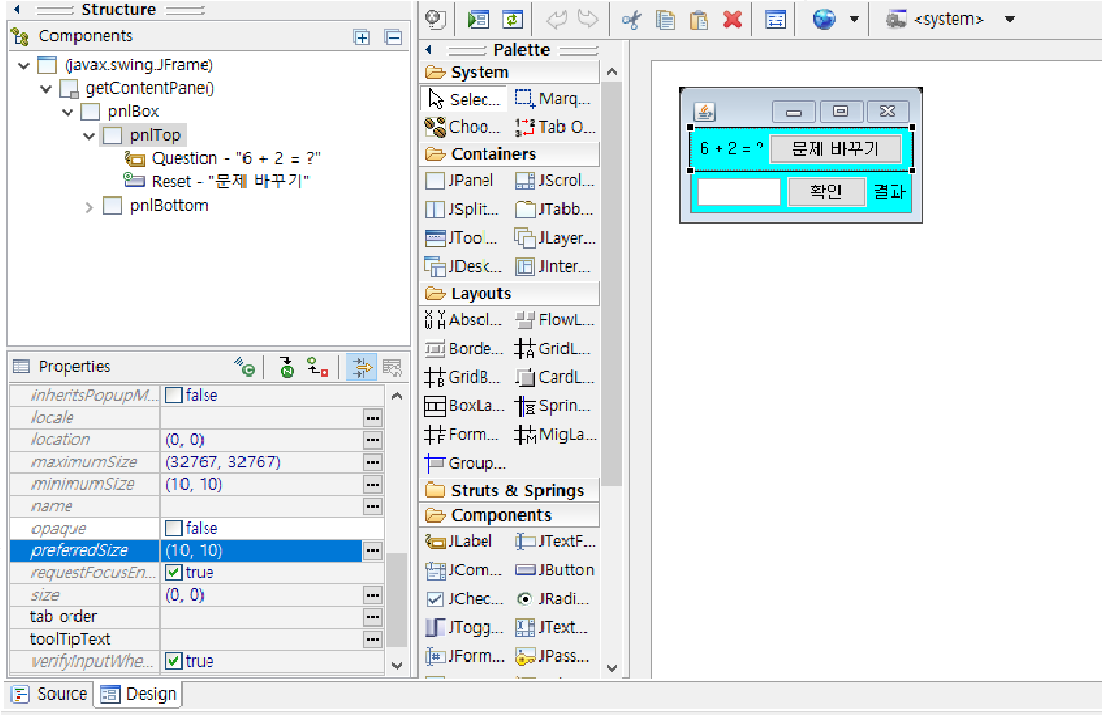 Structure
Components
(javax.swing.JFrame)
getContentPane()
pnlBox
pnlTop
Question - "6 + 2 = ?"
Reset - "문제 바꾸기"
pnlBottom
Properties
inheritsPopupM... false
locale ...
location (0, 0) ...
maximumSize (32767, 32767) ...
minimumSize (10, 10) ...
name ...
opaque false
preferredSize (10, 10) ...
requestFocusEn... true
size (0, 0) ...
tab order ...
toolTipText ...
verifyInputWhe... true
Source Design
<system>
Palette
System
Selec... Marq...
Choo... Tab O...
Containers
JPanel JScrol...
JSplit... JTabb...
JTool... JLayer...
JDesk... JInter...
Layouts
Absol... FlowL...
Borde... GridL...
GridB... CardL...
BoxLa... Sprin...
Form... MigLa...
Group...
Struts & Springs
Components
JLabel JTextF...
JCom... JButton
JChec... JRadi...
JTogg... JText...
JForm... JPass...
6 + 2 = ? 문제 바꾸기
확인 결과